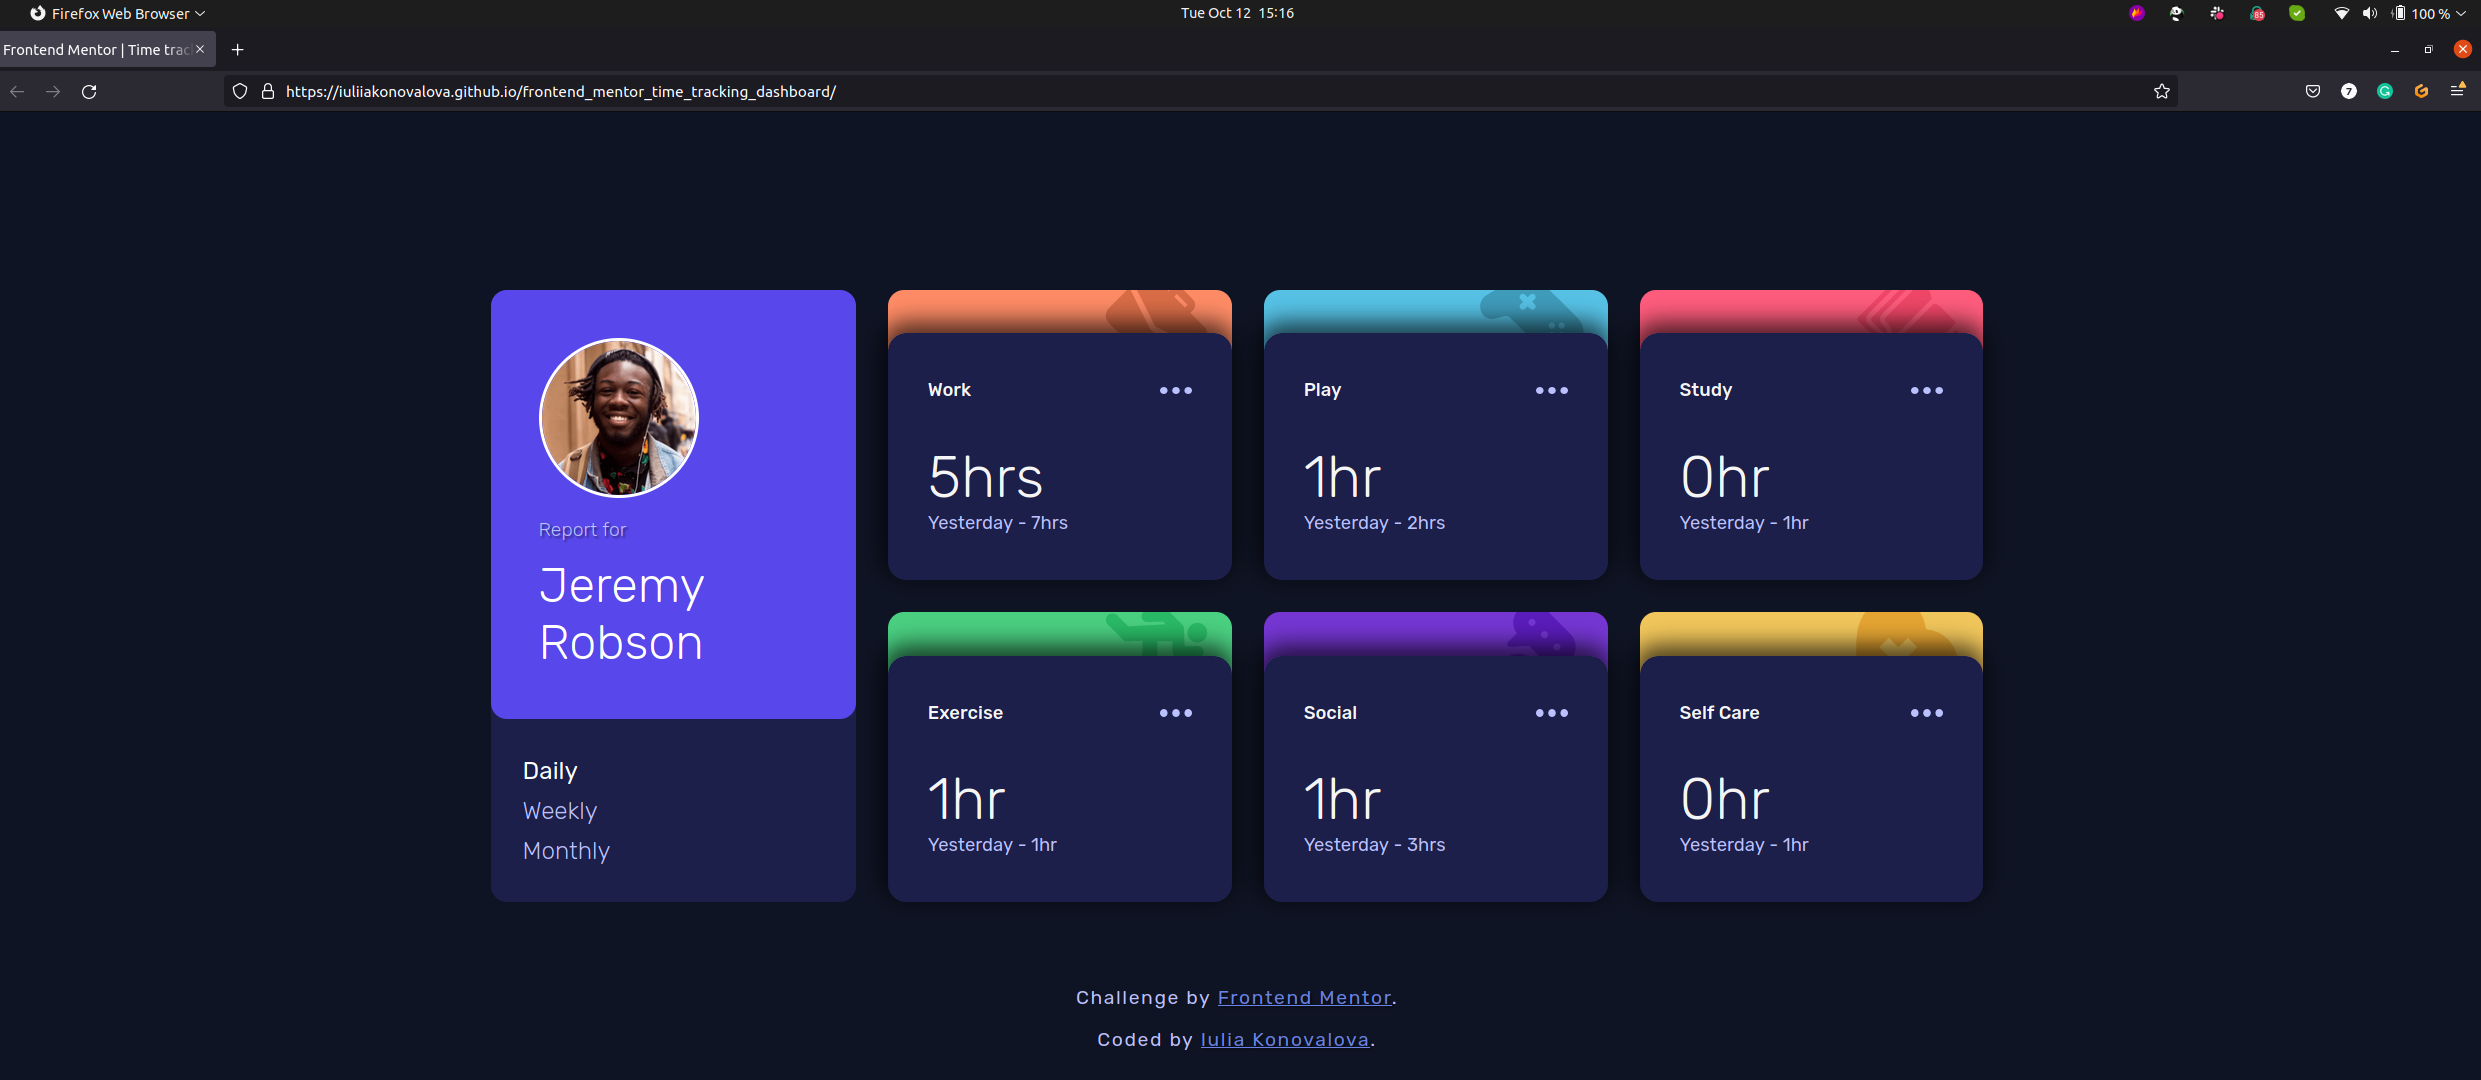 Firefox Web Browser
Tue Oct 12 15:16
85
100 %
Frontend Mentor | Time trac
https://iuliiakonovalova.github.io/frontend_mentor_time_tracking_dashboard/
7
Report for
Jeremy
Robson
Daily
Weekly
Monthly
Work
5hrs
Yesterday - 7hrs
Play
1hr
Yesterday - 2hrs
Study
0hr
Yesterday - 1hr
Exercise
1hr
Yesterday - 1hr
Social
1hr
Yesterday - 3hrs
Self Care
0hr
Yesterday - 1hr
Challenge by Frontend Mentor.
Coded by Iulia Konovalova.